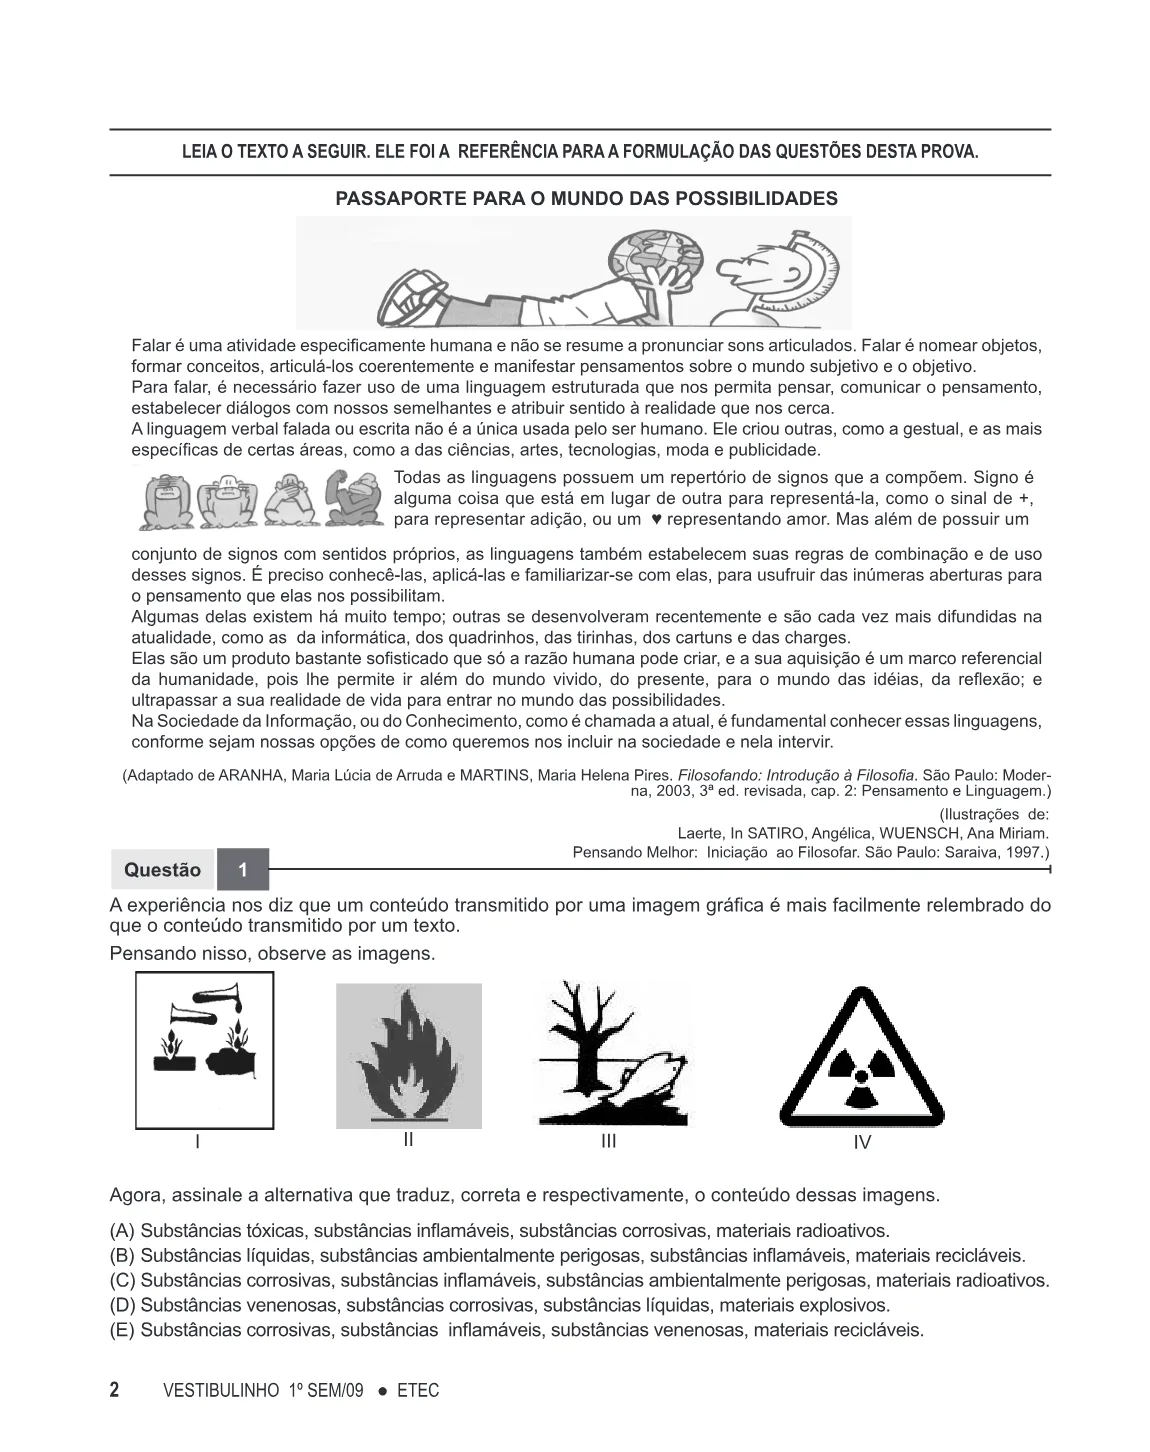 LEIA O TEXTO A SEGUIR. ELE FOI A REFERÊNCIA PARA A FORMULAÇÃO DAS QUESTÕES DESTA PROVA.
PASSAPORTE PARA O MUNDO DAS POSSIBILIDADES
Falar é uma atividade especificamente humana e não se resume a pronunciar sons articulados. Falar é nomear objetos,
formar conceitos, articulá-los coerentemente e manifestar pensamentos sobre o mundo subjetivo e o objetivo.
Para falar, é necessário fazer uso de uma linguagem estruturada que nos permita pensar, comunicar o pensamento,
estabelecer diálogos com nossos semelhantes e atribuir sentido à realidade que nos cerca.
A linguagem verbal falada ou escrita não é a única usada pelo ser humano. Ele criou outras, como a gestual, e as mais
específicas de certas áreas, como a das ciências, artes, tecnologias, moda e publicidade.
Todas as linguagens possuem um repertório de signos que a compõem. Signo é
alguma coisa que está em lugar de outra para representá-la, como o sinal de +,
para representar adição, ou um ♥ representando amor. Mas além de possuir um
conjunto de signos com sentidos próprios, as linguagens também estabelecem suas regras de combinação e de uso
desses signos. É preciso conhecê-las, aplicá-las e familiarizar-se com elas, para usufruir das inúmeras aberturas para
o pensamento que elas nos possibilitam.
Algumas delas existem há muito tempo; outras se desenvolveram recentemente e são cada vez mais difundidas na
atualidade, como as da informática, dos quadrinhos, das tirinhas, dos cartuns e das charges.
Elas são um produto bastante sofisticado que só a razão humana pode criar, e a sua aquisição é um marco referencial
da humanidade, pois lhe permite ir além do mundo vivido, do presente, para o mundo das idéias, da reflexão; e
ultrapassar a sua realidade de vida para entrar no mundo das possibilidades.
Na Sociedade da Informação, ou do Conhecimento, como é chamada a atual, é fundamental conhecer essas linguagens,
conforme sejam nossas opções de como queremos nos incluir na sociedade e nela intervir.
(Adaptado de ARANHA, Maria Lúcia de Arruda e MARTINS, Maria Helena Pires. Filosofando: Introdução à Filosofia. São Paulo: Moder-
na, 2003, 3ª ed. revisada, cap. 2: Pensamento e Linguagem.)
(Ilustrações de:
Laerte, In SATIRO, Angélica, WUENSCH, Ana Miriam.
Pensando Melhor: Iniciação ao Filosofar. São Paulo: Saraiva, 1997.)
Questão 1
A experiência nos diz que um conteúdo transmitido por uma imagem gráfica é mais facilmente relembrado do
que o conteúdo transmitido por um texto.
Pensando nisso, observe as imagens.
I II III IV
Agora, assinale a alternativa que traduz, correta e respectivamente, o conteúdo dessas imagens.
(A) Substâncias tóxicas, substâncias inflamáveis, substâncias corrosivas, materiais radioativos.
(B) Substâncias líquidas, substâncias ambientalmente perigosas, substâncias inflamáveis, materiais recicláveis.
(C) Substâncias corrosivas, substâncias inflamáveis, substâncias ambientalmente perigosas, materiais radioativos.
(D) Substâncias venenosas, substâncias corrosivas, substâncias líquidas, materiais explosivos.
(E) Substâncias corrosivas, substâncias inflamáveis, substâncias venenosas, materiais recicláveis.
2 VESTIBULINHO 1º SEM/09 ● ETEC